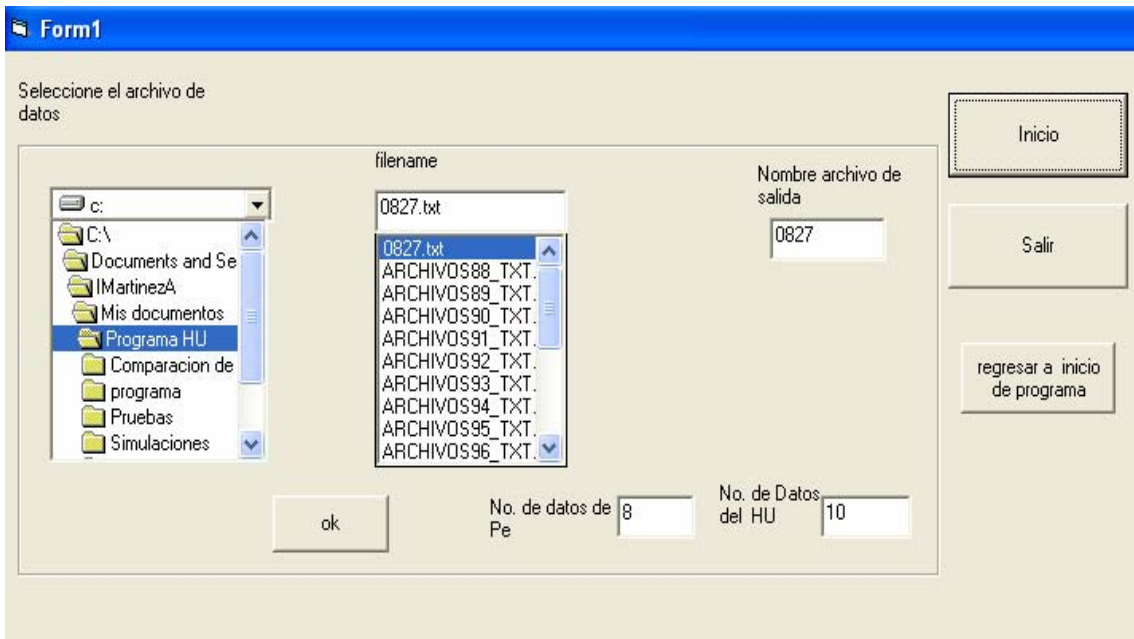 Form1
Seleccione el archivo de
datos
c:
C:\
Documents and Se
IMartinezA
Mis documentos
Programa HU
Comparacion de
programa
Pruebas
Simulaciones
filename
0827.txt
0827.txt
ARCHIVOS88_TXT.
ARCHIVOS89_TXT.
ARCHIVOS90_TXT.
ARCHIVOS91_TXT.
ARCHIVOS92_TXT.
ARCHIVOS93_TXT.
ARCHIVOS94_TXT.
ARCHIVOS95_TXT.
ARCHIVOS96_TXT.
Nombre archivo de
salida
0827
ok
No. de datos de
Pe
8
No. de Datos
del HU
10
Inicio
Salir
regresar a inicio
de programa